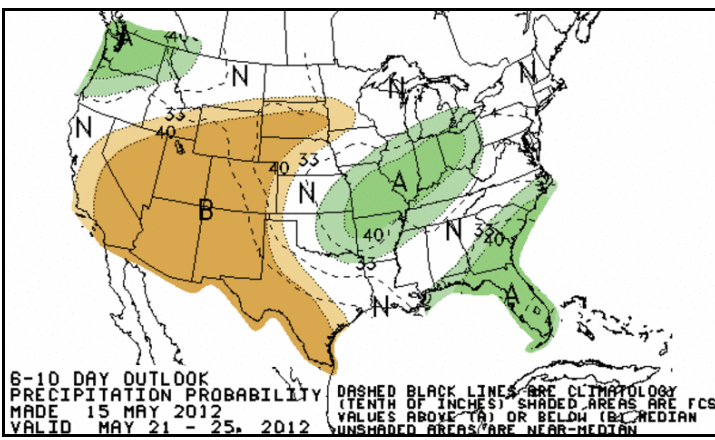 A
40
N
N
N
33
N
40
33
40
A
N
B
33
N
40
40
33
A
N
6-10 DAY OUTLOOK
PRECIPITATION PROBABILITY
MADE 15 MAY 2012
VALID MAY 21 - 25, 2012
DASHED BLACK LINES ARE CLIMATOLOGY
(TENTH OF INCHES) SHADED AREAS ARE FCS
VALUES ABOVE (A) OR BELOW (B) MEDIAN
UNSHADED AREAS ARE NEAR-MEDIAN